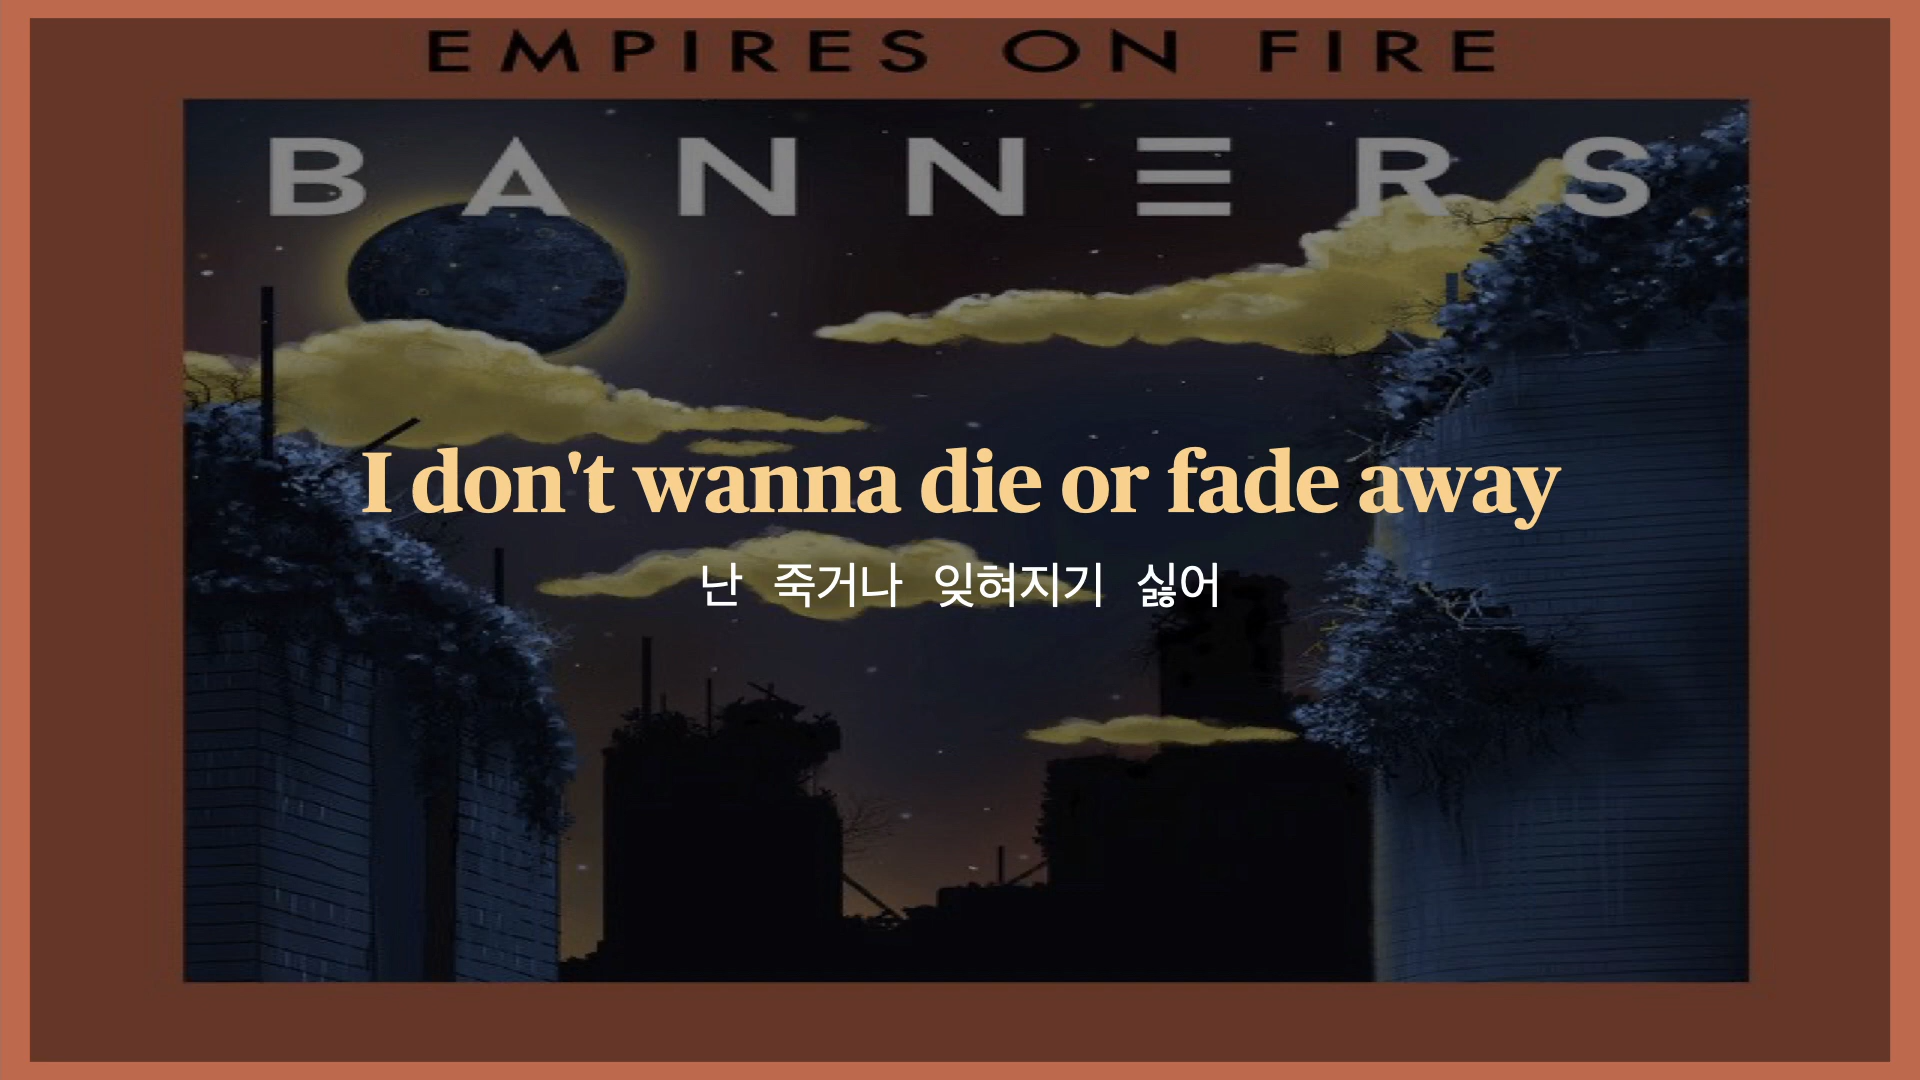 EMPIRES ON FIRE
BANNERS
I don't wanna die or fade away
난 죽거나 잊혀지기 싫어